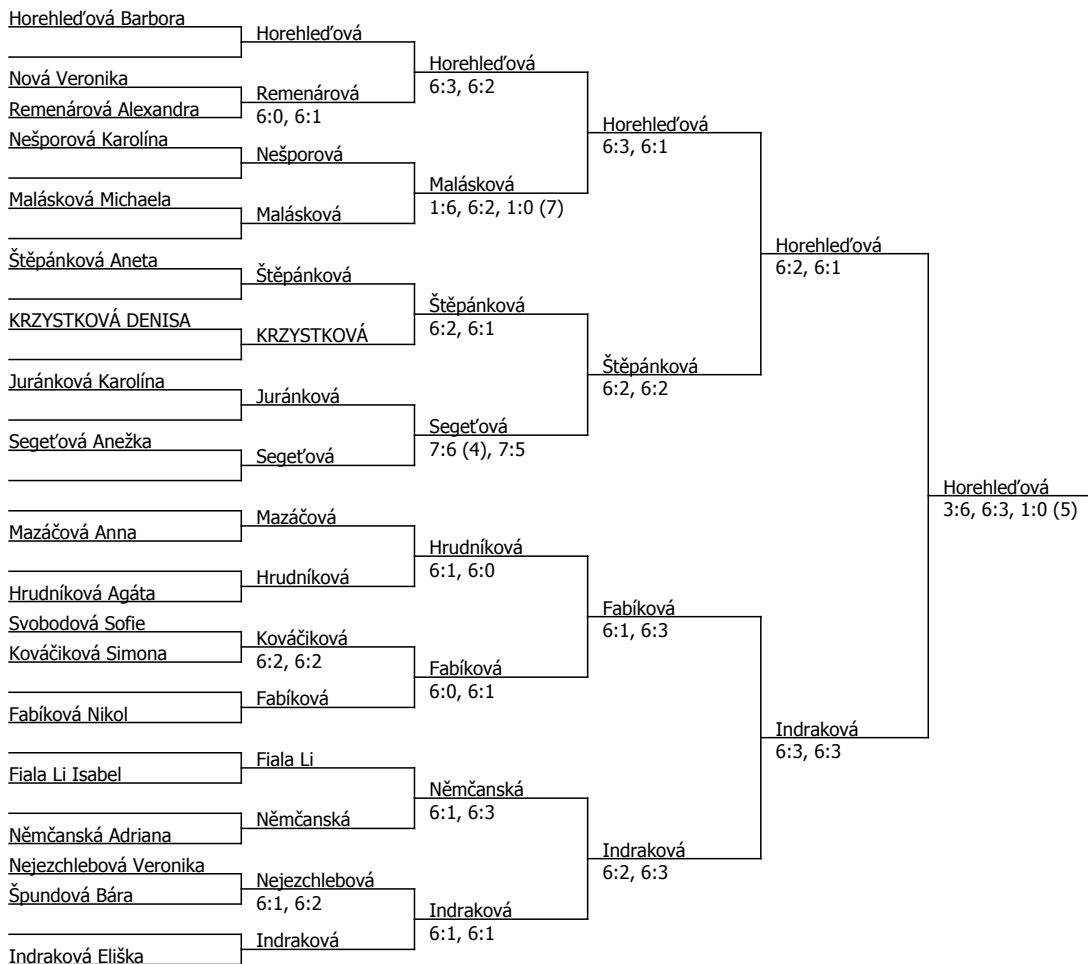 Horehleďová Barbora
Nová Veronika
Remenárová Alexandra
Nešporová Karolína
Malásková Michaela
Štěpánková Aneta
KRZYSTKOVÁ DENISA
Juránková Karolína
Segeťová Anežka
Mazáčová Anna
Hrudníková Agáta
Svobodová Sofie
Kováčiková Simona
Fabíková Nikol
Fiala Li Isabel
Němčanská Adriana
Nejezchlebová Veronika
Špundová Bára
Indraková Eliška
Horehleďová
Remenárová
6:0, 6:1
Nešporová
Malásková
Štěpánková
KRZYSTKOVÁ
Juránková
Segeťová
Mazáčová
Hrudníková
Kováčiková
6:2, 6:2
Fabíková
Fiala Li
Němčanská
Nejezchlebová
6:1, 6:2
Indraková
Horehleďová
6:3, 6:2
Malásková
1:6, 6:2, 1:0 (7)
Štěpánková
6:2, 6:1
Segeťová
7:6 (4), 7:5
Hrudníková
6:1, 6:0
Fabíková
6:0, 6:1
Němčanská
6:1, 6:3
Indraková
6:1, 6:1
Horehleďová
6:3, 6:1
Štěpánková
6:2, 6:2
Fabíková
6:1, 6:3
Indraková
6:2, 6:3
Horehleďová
6:2, 6:1
Indraková
6:3, 6:3
Horehleďová
3:6, 6:3, 1:0 (5)